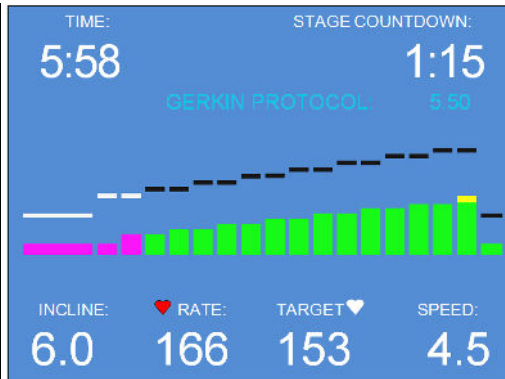 TIME: STAGE COUNTDOWN:
5:58 1:15
GERKIN PROTOCOL: 5.50
INCLINE: RATE: TARGET SPEED:
6.0 166 153 4.5